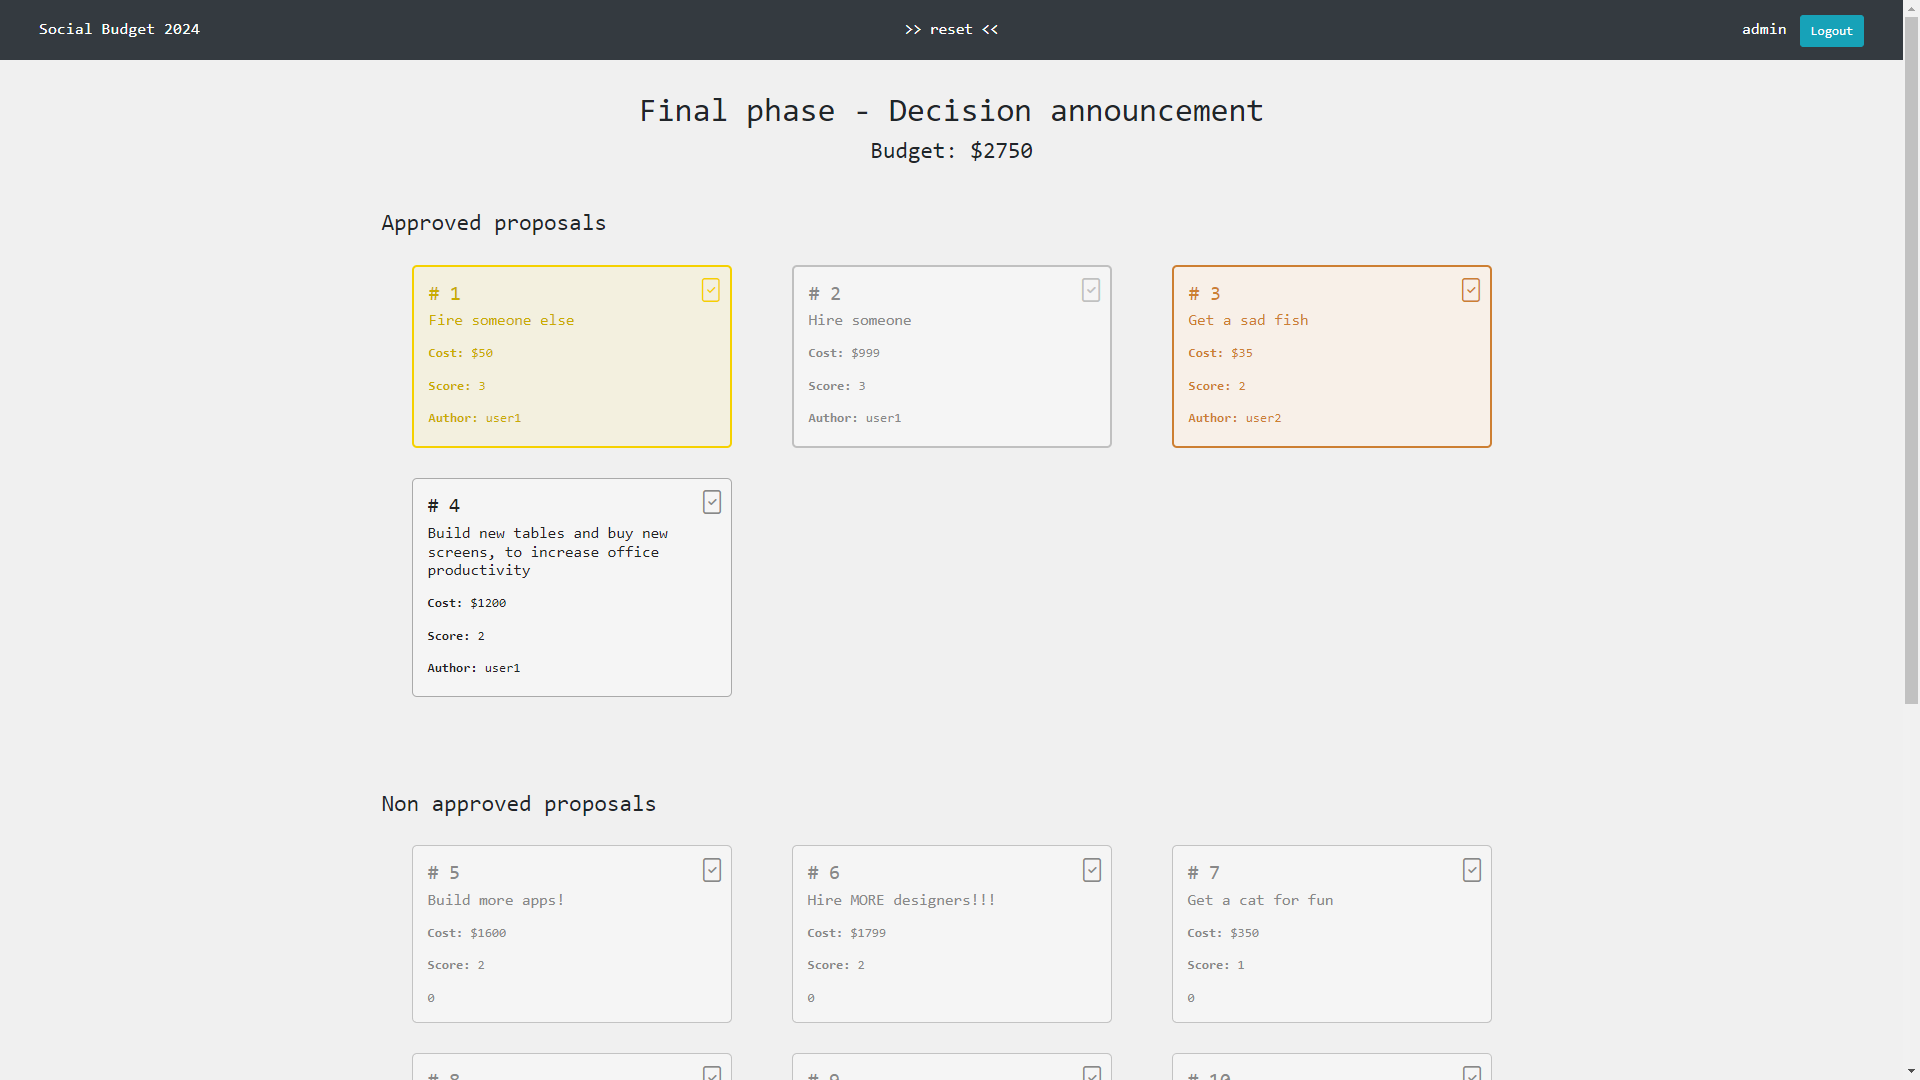 Social Budget 2024
>> reset <<
admin
Logout
Final phase - Decision announcement
Budget: $2750
Approved proposals
# 1
Fire someone else
Cost: $50
Score: 3
Author: user1
# 2
Hire someone
Cost: $999
Score: 3
Author: user1
# 3
Get a sad fish
Cost: $35
Score: 2
Author: user2
# 4
Build new tables and buy new
screens, to increase office
productivity
Cost: $1200
Score: 2
Author: user1
Non approved proposals
# 5
Build more apps!
Cost: $1600
Score: 2
0
# 6
Hire MORE designers!!!
Cost: $1799
Score: 2
0
# 7
Get a cat for fun
Cost: $350
Score: 1
0
# 8
# 9
# 10